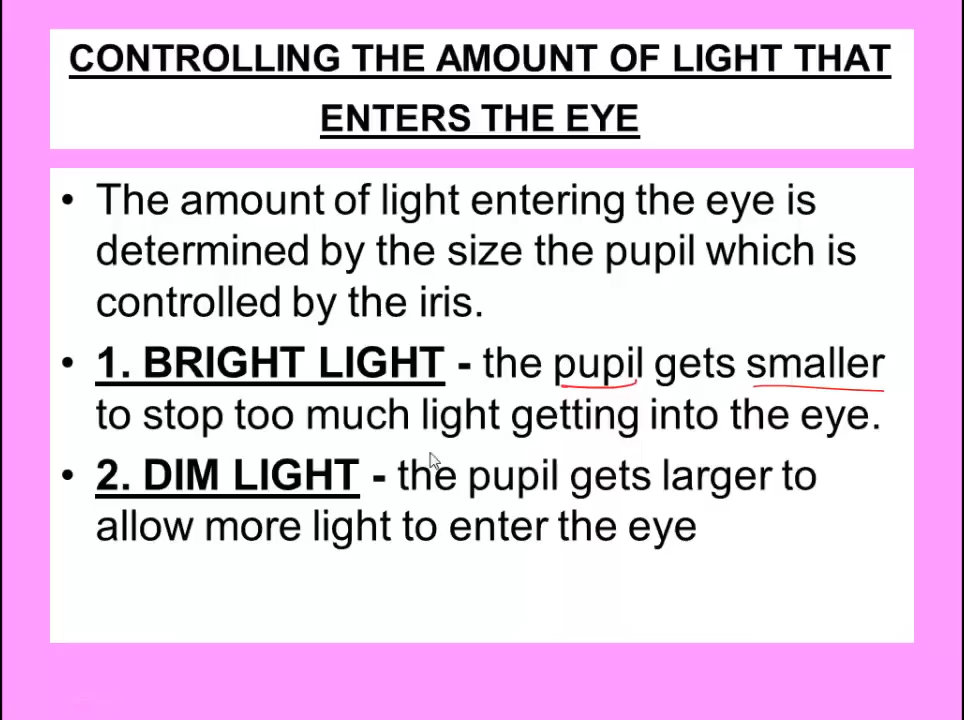 CONTROLLING THE AMOUNT OF LIGHT THAT
ENTERS THE EYE
• The amount of light entering the eye is
determined by the size the pupil which is
controlled by the iris.
• 1. BRIGHT LIGHT - the pupil gets smaller
to stop too much light getting into the eye.
• 2. DIM LIGHT - the pupil gets larger to
allow more light to enter the eye